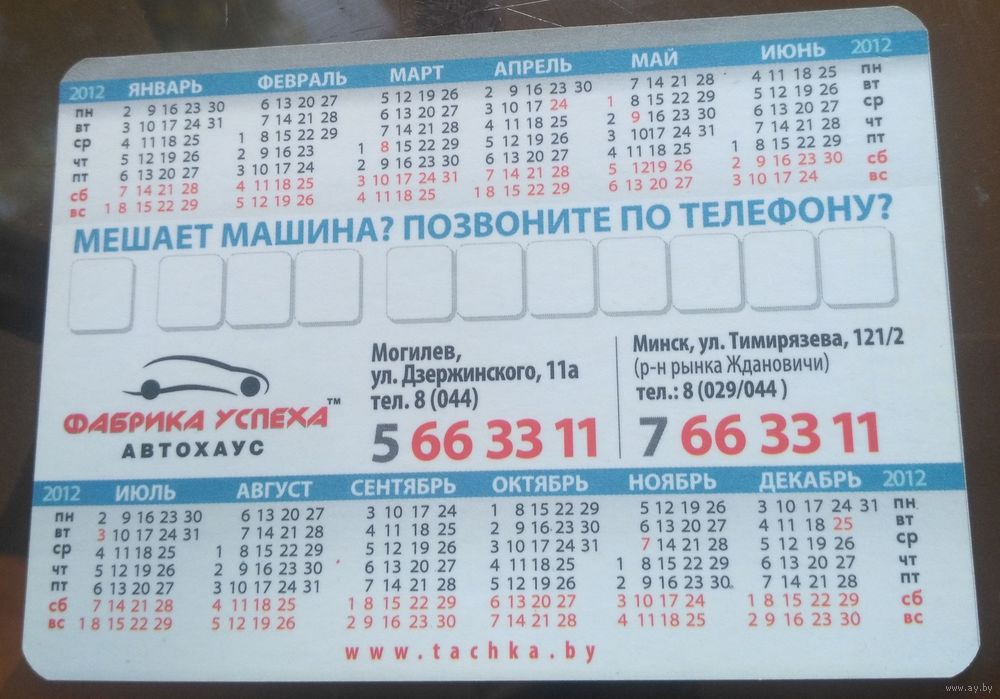 2012 ЯНВАРЬ ФЕВРАЛЬ МАРТ АПРЕЛЬ МАЙ ИЮНЬ 2012
пн 2 9 16 23 30 6 13 20 27 5 12 19 26 2 9 16 23 30 7 14 21 28 4 11 18 25 пн
вт 3 10 17 24 31 7 14 21 28 6 13 20 27 3 10 17 24 1 8 15 22 29 5 12 19 26 вт
ср 4 11 18 25 1 8 15 22 29 7 14 21 28 4 11 18 25 2 9 16 23 30 6 13 20 27 ср
чт 5 12 19 26 2 9 16 23 1 8 15 22 29 5 12 19 26 3 1017 24 31 7 14 21 28 чт
пт 6 13 20 27 3 10 17 24 2 9 16 23 30 6 13 20 27 4 11 18 25 1 8 15 22 29 пт
сб 7 14 21 28 4 11 18 25 3 10 17 24 31 7 14 21 28 5 1219 26 2 9 16 23 30 сб
вс 1 8 15 22 29 5 12 19 26 4 11 18 25 1 8 15 22 29 6 13 20 27 3 10 17 24 вс
МЕШАЕТ МАШИНА? ПОЗВОНИТЕ ПО ТЕЛЕФОНУ?
ФАБРИКА УСПЕХА ™
АВТОХАУС
Могилев,
ул. Дзержинского, 11а
тел. 8 (044)
5 66 33 11
Минск, ул. Тимирязева, 121/2
(р-н рынка Ждановичи)
тел.: 8 (029/044 )
7 66 33 11
2012 ИЮЛЬ АВГУСТ СЕНТЯБРЬ ОКТЯБРЬ НОЯБРЬ ДЕКАБРЬ 2012
пн 2 9 16 23 30 6 13 20 27 3 10 17 24 1 8 15 22 29 5 12 19 26 3 10 17 24 31 пн
вт 3 10 17 24 31 7 14 21 28 4 11 18 25 2 9 16 23 30 6 13 20 27 4 11 18 25 вт
ср 4 11 18 25 1 8 15 22 29 5 12 19 26 3 10 17 24 31 7 14 21 28 5 12 19 26 ср
чт 5 12 19 26 2 9 16 23 30 6 13 20 27 4 11 18 25 1 8 15 22 29 6 13 20 27 чт
пт 6 13 20 27 3 10 17 24 31 7 14 21 28 5 12 19 26 2 9 16 23 30 7 14 21 28 пт
сб 7 14 21 28 4 11 18 25 1 8 15 22 29 6 13 20 27 3 10 17 24 1 8 15 22 29 сб
вс 1 8 15 22 29 5 12 19 26 2 9 16 23 30 7 14 21 28 4 11 18 25 2 9 16 23 30 вс
www.tachka.by
www.ay.by